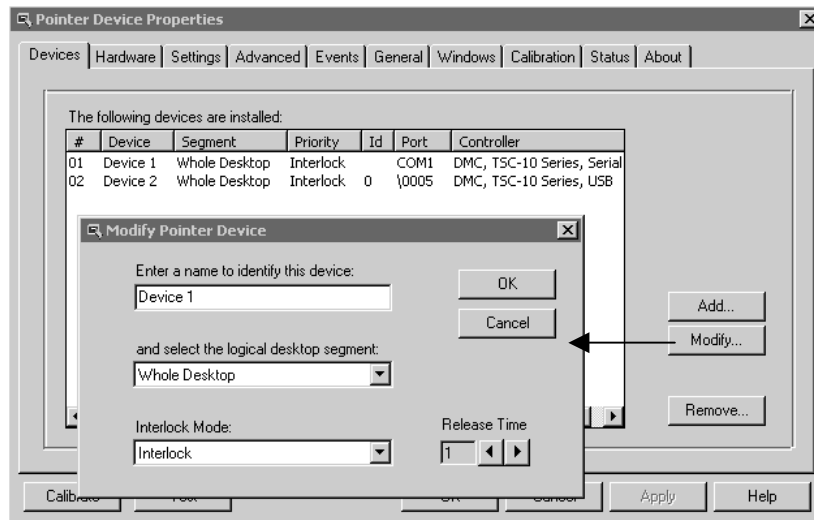 Pointer Device Properties
Devices Hardware Settings Advanced Events General Windows Calibration Status About
The following devices are installed:
# Device Segment Priority Id Port Controller
01 Device 1 Whole Desktop Interlock COM1 DMC, TSC-10 Series, Serial
02 Device 2 Whole Desktop Interlock 0 \0005 DMC, TSC-10 Series, USB
Modify Pointer Device
Enter a name to identify this device:
Device 1
OK
Cancel
and select the logical desktop segment:
Whole Desktop
Interlock Mode:
Interlock
Release Time
1
Add...
Modify...
Remove...
Apply Help